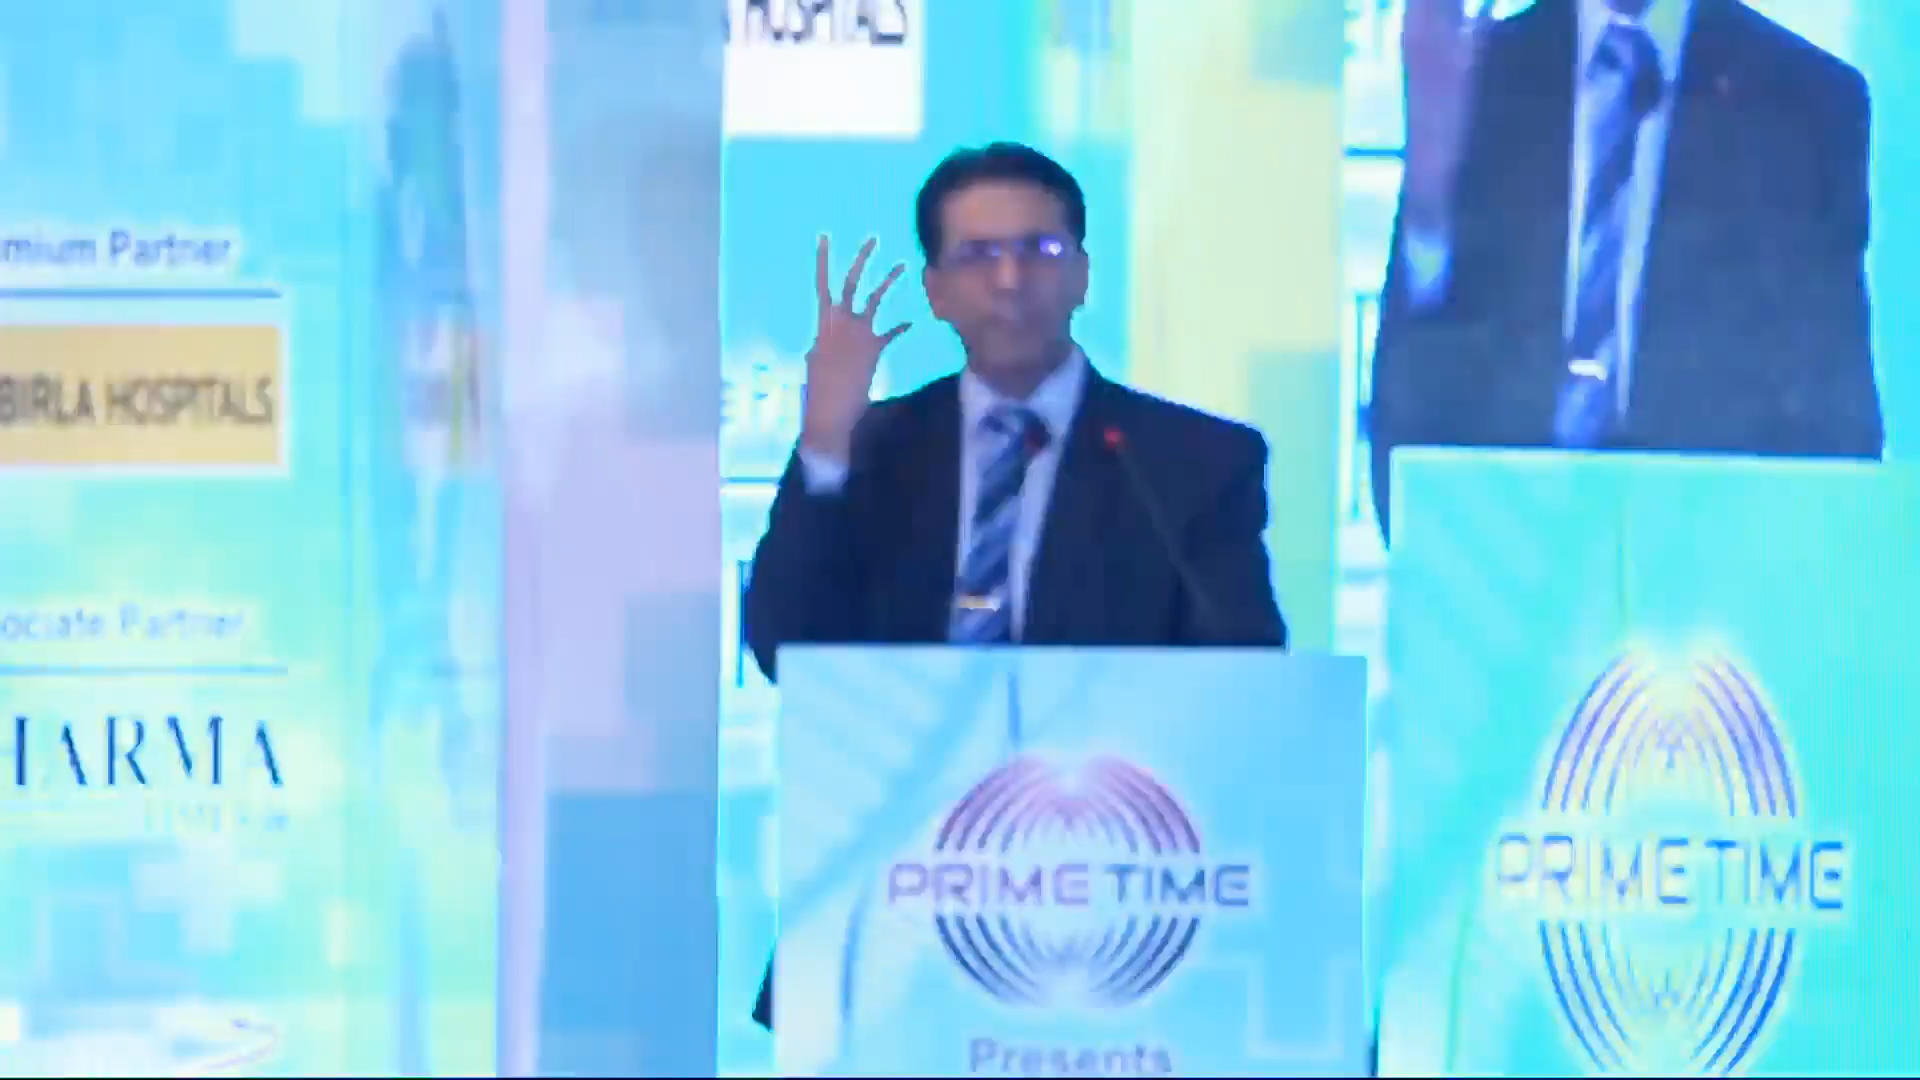 HOSPITALS
mium Partner
BIRLA HOSPITALS
ociate Partner
HARMA
PRIME TIME
Presents
PRIME TIME